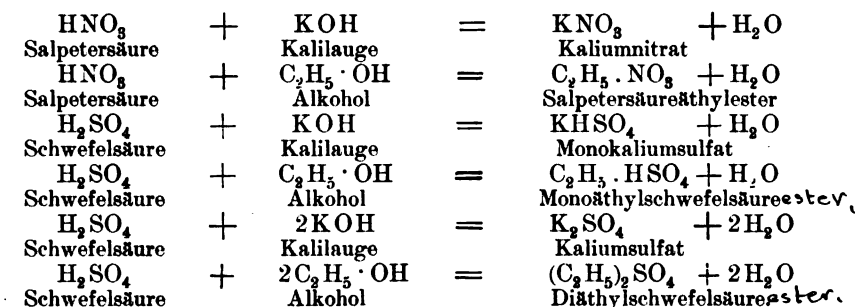 HNO₃ + KOH = KNO₃ + H₂O
Salpetersäure Kalilauge Kaliumnitrat
HNO₃ + C₂H₅ · OH = C₂H₅ . NO₃ + H₂O
Salpetersäure Alkohol Salpetersäureäthylester
H₂SO₄ + KOH = KHSO₄ + H₂O
Schwefelsäure Kalilauge Monokaliumsulfat
H₂SO₄ + C₂H₅ · OH = C₂H₅ . HSO₄ + H₂O
Schwefelsäure Alkohol Monoäthylschwefelsäureester,
H₂SO₄ + 2KOH = K₂SO₄ + 2H₂O
Schwefelsäure Kalilauge Kaliumsulfat
H₂SO₄ + 2C₂H₅ · OH = (C₂H₅)₂SO₄ + 2H₂O
Schwefelsäure Alkohol Diäthylschwefelsäureester.